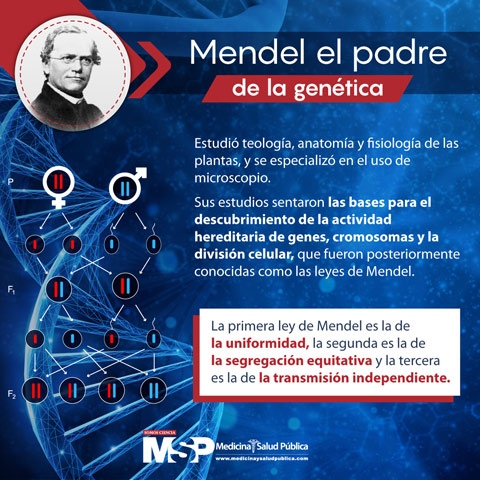 Mendel el padre
de la genética
Estudió teología, anatomía y fisiología de las
plantas, y se especializó en el uso de
microscopio.
Sus estudios sentaron las bases para el
descubrimiento de la actividad
hereditaria de genes, cromosomas y la
división celular, que fueron posteriormente
conocidas como las leyes de Mendel.
P
F₁
F₂
La primera ley de Mendel es la de
la uniformidad, la segunda es la de
la segregación equitativa y la tercera
es la de la transmisión independiente.
SOMOS CIENCIA
MSP Medicina y Salud Pública
www.medicinaysaludpublica.com